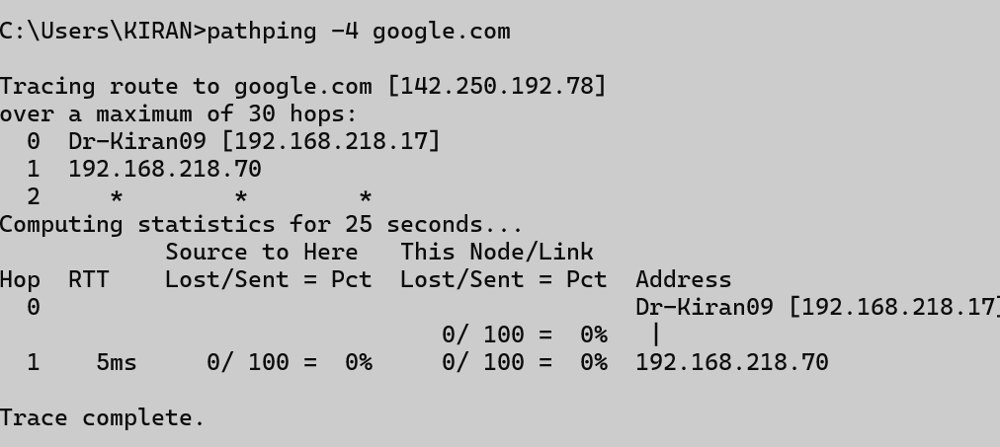 C:\Users\KIRAN>pathping -4 google.com
Tracing route to google.com [142.250.192.78]
over a maximum of 30 hops:
  0  Dr-Kiran09 [192.168.218.17]
  1  192.168.218.70
  2     *        *        *
Computing statistics for 25 seconds...
            Source to Here   This Node/Link
Hop  RTT    Lost/Sent = Pct  Lost/Sent = Pct  Address
  0                                           Dr-Kiran09 [192.168.218.17]
                                0/ 100 =  0%   |
  1    5ms     0/ 100 =  0%     0/ 100 =  0%  192.168.218.70
Trace complete.